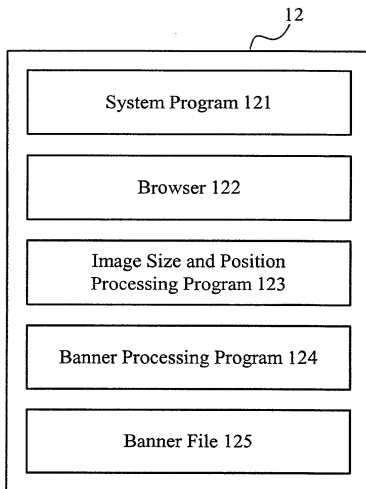 12
System Program 121
Browser 122
Image Size and Position
Processing Program 123
Banner Processing Program 124
Banner File 125